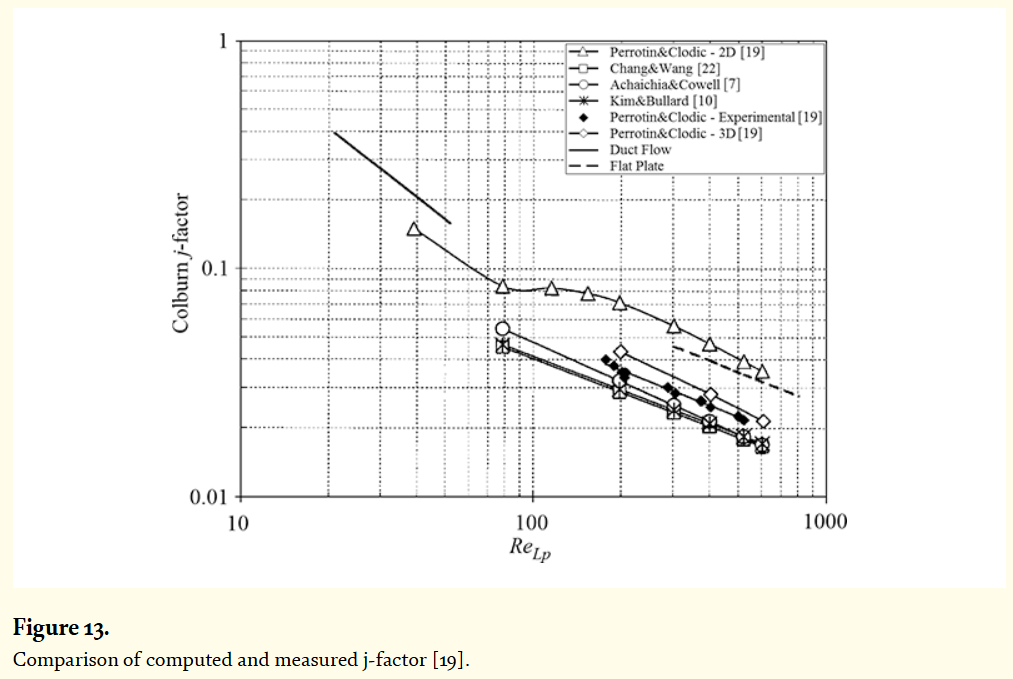 1
Perrotin&Clodic - 2D [19]
Chang&Wang [22]
Achaichia&Cowell [7]
Kim&Bullard [10]
Perrotin&Clodic - Experimental [19]
Perrotin&Clodic - 3D [19]
Duct Flow
Flat Plate
Colburn j-factor
0.1
0.01
10
100
1000
Re_Lp
Figure 13.
Comparison of computed and measured j-factor [19].